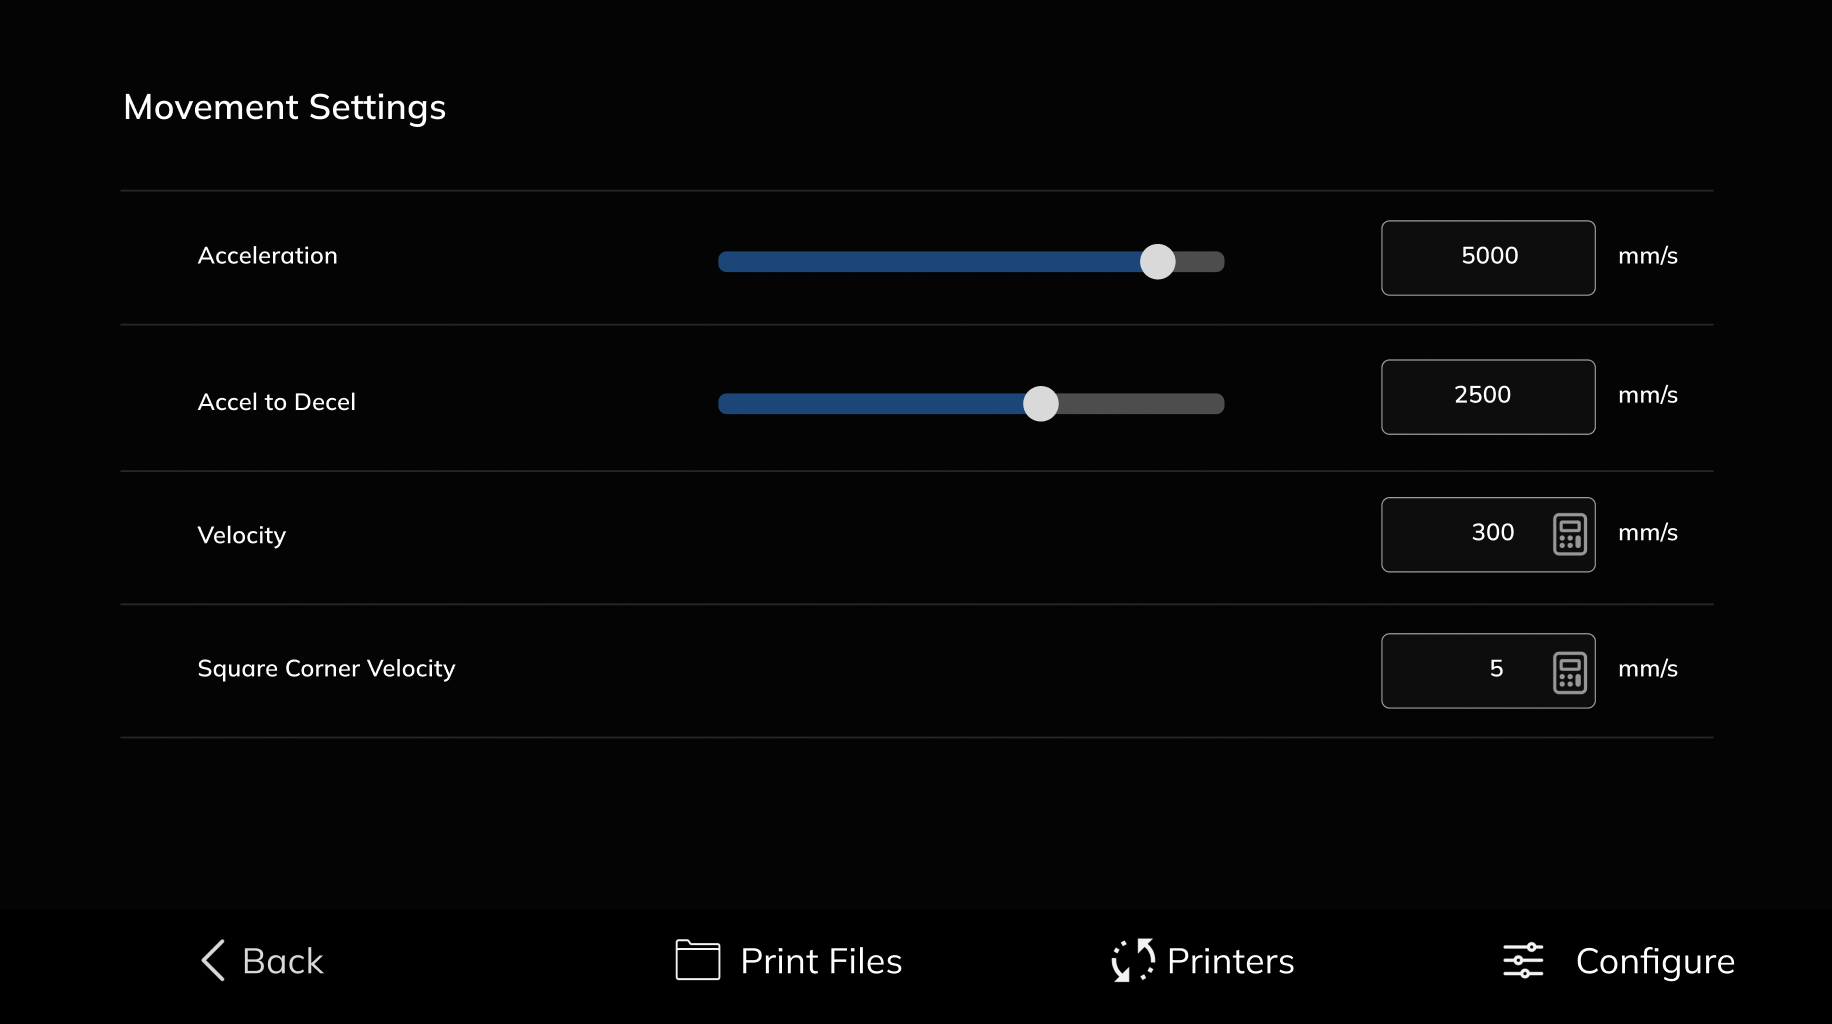 Movement Settings
Acceleration 5000 mm/s
Accel to Decel 2500 mm/s
Velocity 300 mm/s
Square Corner Velocity 5 mm/s
Back Print Files Printers Configure